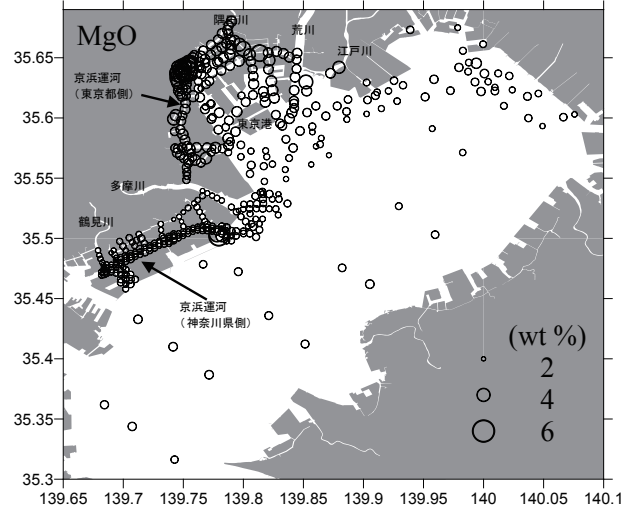 MgO
隅田川
荒川
江戸川
京浜運河
（東京都側）
東京港
多摩川
鶴見川
京浜運河
（神奈川県側）
(wt %)
2
4
6
35.65
35.6
35.55
35.5
35.45
35.4
35.35
35.3
139.65
139.7
139.75
139.8
139.85
139.9
139.95
140
140.05
140.1